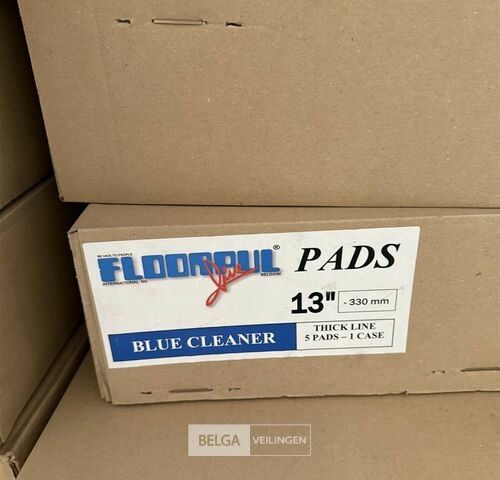 BE NICE TO PEOPLE
FLOORPUL®
INTERNATIONAL NV
BELGIUM
PADS
13" - 330 mm
BLUE CLEANER
THICK LINE
5 PADS – 1 CASE
BELGA VEILINGEN